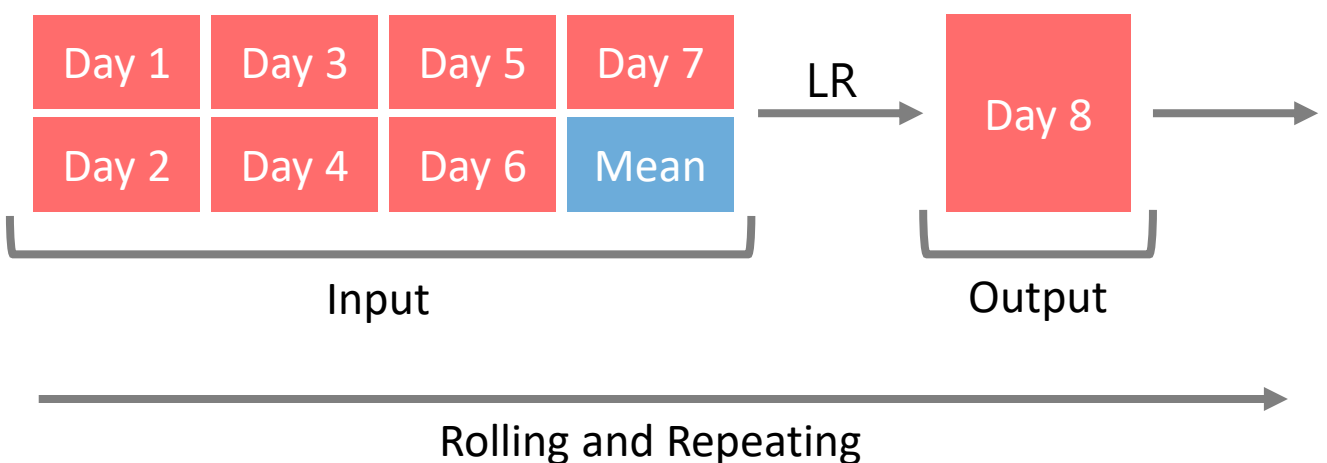 Day 1 Day 3 Day 5 Day 7
LR
Day 8
Day 2 Day 4 Day 6 Mean
Input
Output
Rolling and Repeating